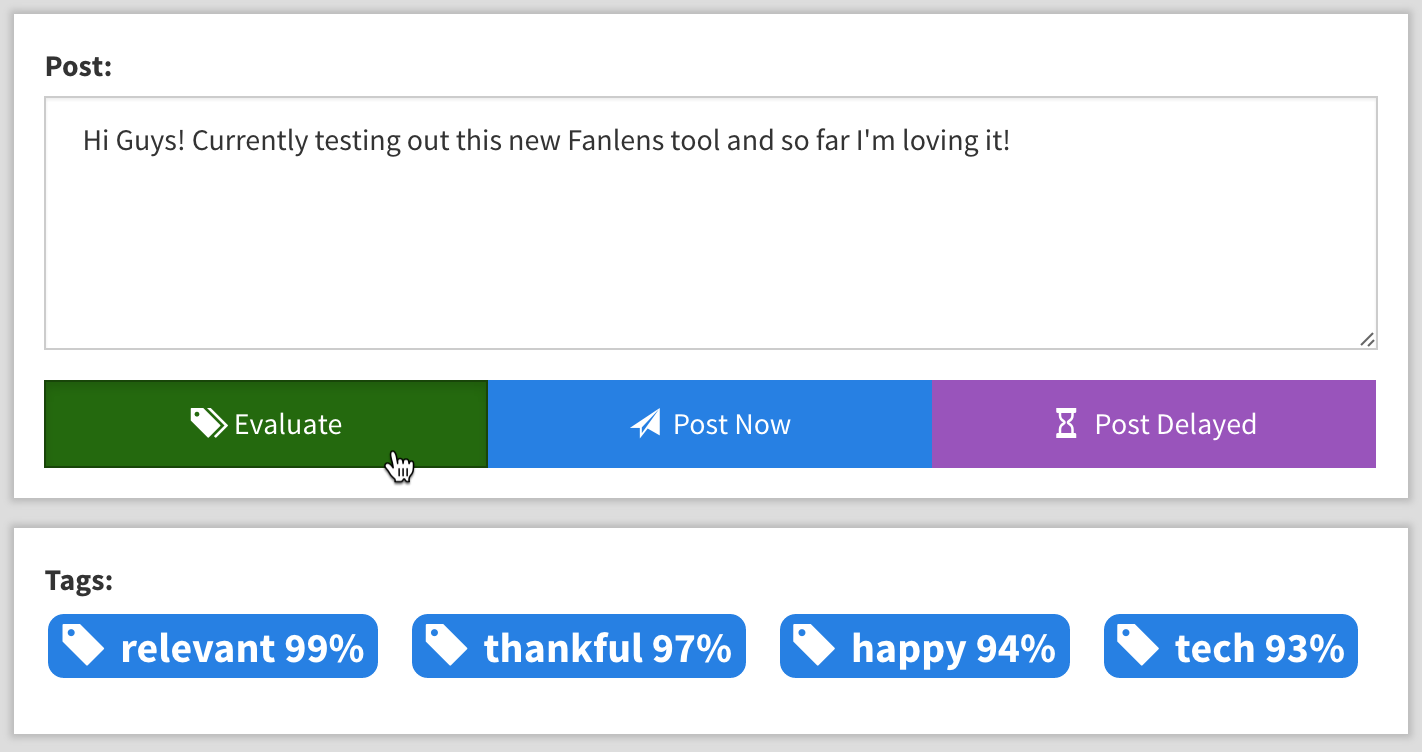 Post:
Hi Guys! Currently testing out this new Fanlens tool and so far I'm loving it!
Evaluate Post Now Post Delayed
Tags:
relevant 99% thankful 97% happy 94% tech 93%